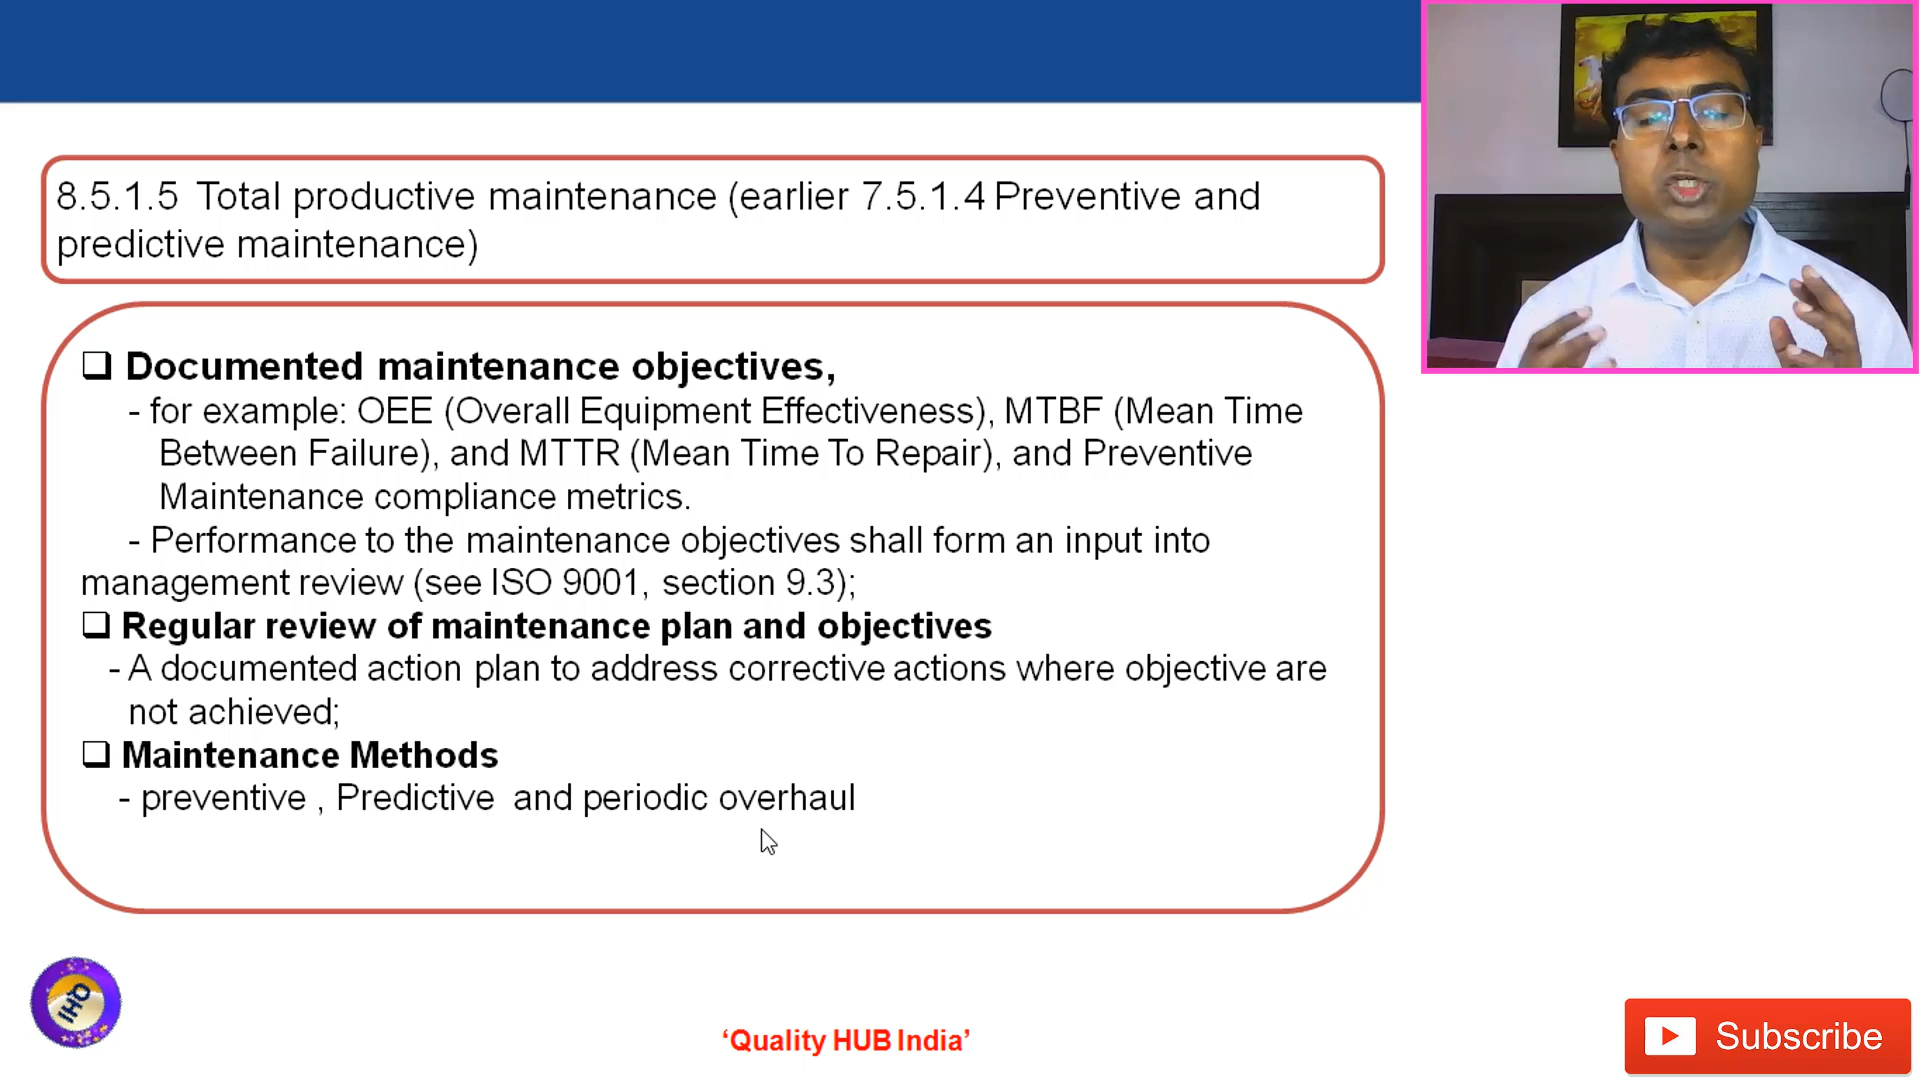 8.5.1.5 Total productive maintenance (earlier 7.5.1.4 Preventive and
predictive maintenance)
❑ Documented maintenance objectives,
- for example: OEE (Overall Equipment Effectiveness), MTBF (Mean Time
Between Failure), and MTTR (Mean Time To Repair), and Preventive
Maintenance compliance metrics.
- Performance to the maintenance objectives shall form an input into
management review (see ISO 9001, section 9.3);
❑ Regular review of maintenance plan and objectives
- A documented action plan to address corrective actions where objective are
not achieved;
❑ Maintenance Methods
- preventive , Predictive and periodic overhaul
QHI
‘Quality HUB India’
Subscribe